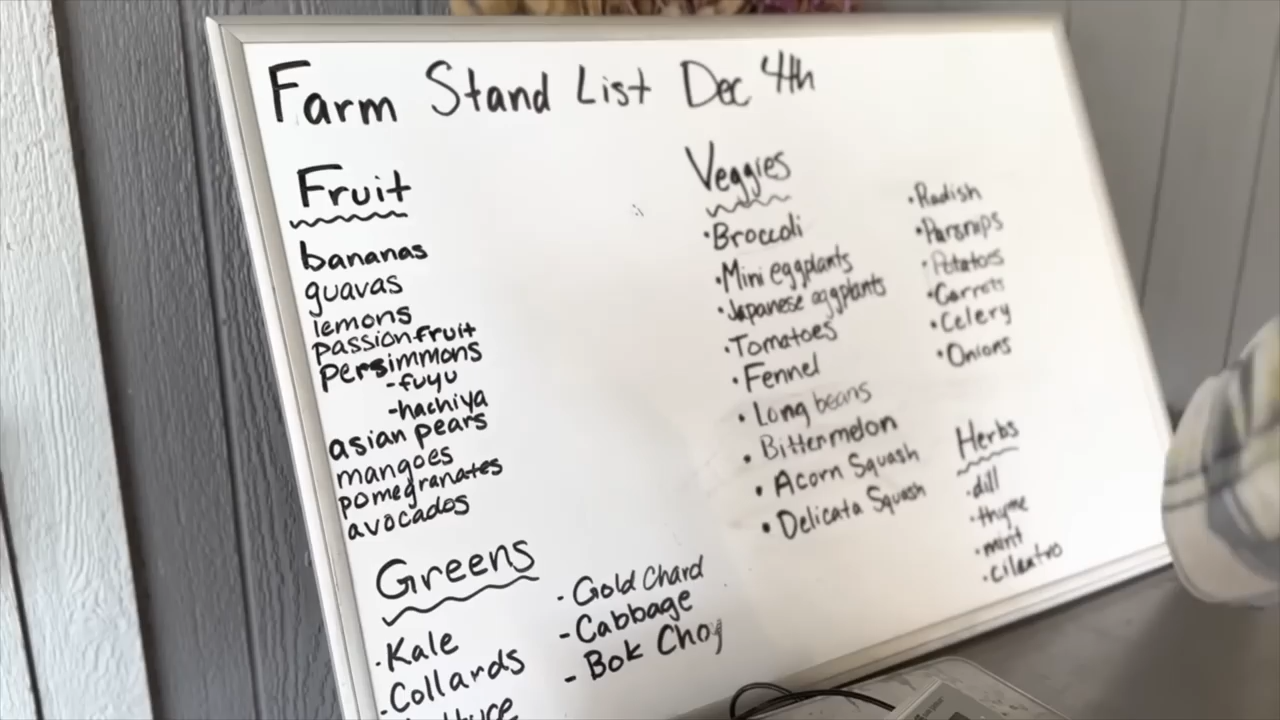 Farm Stand List Dec 4th
Fruit
bananas
guavas
lemons
passionfruit
Persimmons
-fuyu
-hachiya
asian pears
mangoes
pomegranates
avocados
Greens
·Kale
·Collards
- Gold Chard
- Cabbage
- Bok Choy
Veggies
·Broccoli
·Mini eggplants
·Japanese eggplants
·Tomatoes
·Fennel
·Long beans
·Bittermelon
·Acorn Squash
·Delicata Squash
·Radish
·Parsnips
·Potatoes
·Carrots
·Celery
·Onions
Herbs
·dill
·thyme
·mint
·cilantro